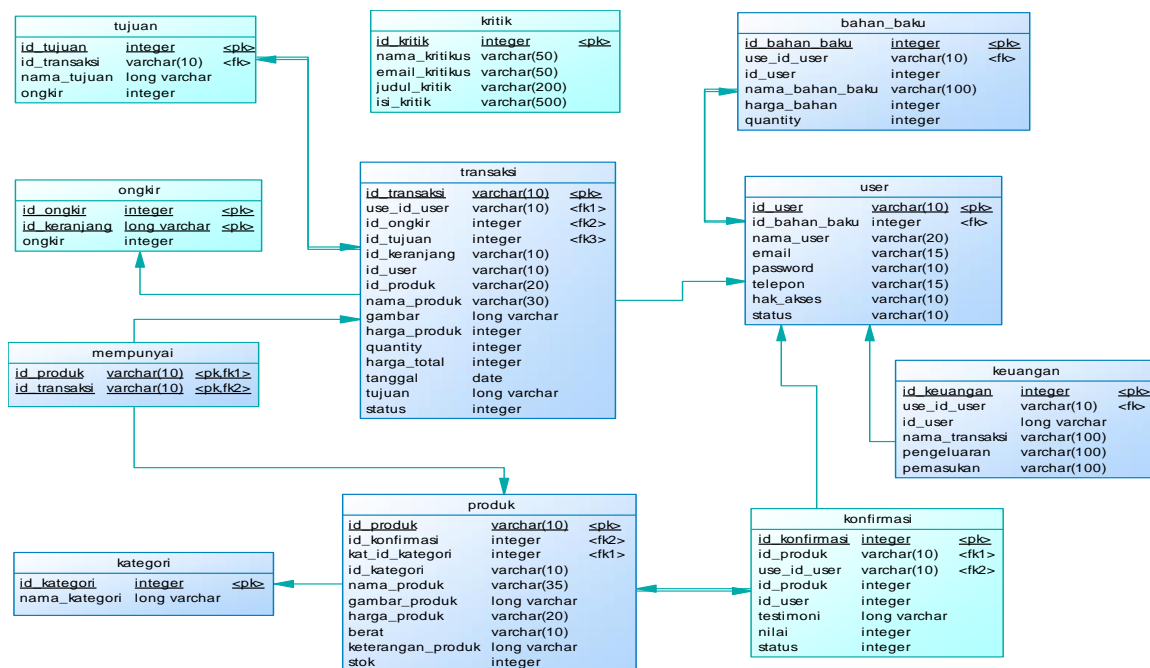 tujuan
id_tujuan integer <pk>
id_transaksi varchar(10) <fk>
nama_tujuan long varchar
ongkir integer
kritik
id_kritik integer <pk>
nama_kritikus varchar(50)
email_kritikus varchar(50)
judul_kritik varchar(200)
isi_kritik varchar(500)
bahan_baku
id_bahan_baku integer <pk>
use_id_user varchar(10) <fk>
id_user integer
nama_bahan_baku varchar(100)
harga_bahan integer
quantity integer
ongkir
id_ongkir integer <pk>
id_keranjang long varchar <pk>
ongkir integer
transaksi
id_transaksi varchar(10) <pk>
use_id_user varchar(10) <fk1>
id_ongkir integer <fk2>
id_tujuan integer <fk3>
id_keranjang varchar(10)
id_user varchar(10)
id_produk varchar(20)
nama_produk varchar(30)
gambar long varchar
harga_produk integer
quantity integer
harga_total integer
tanggal date
tujuan long varchar
status integer
user
id_user varchar(10) <pk>
id_bahan_baku integer <fk>
nama_user varchar(20)
email varchar(15)
password varchar(10)
telepon varchar(15)
hak_akses varchar(10)
status varchar(10)
mempunyai
id_produk varchar(10) <pk,fk1>
id_transaksi varchar(10) <pk,fk2>
keuangan
id_keuangan integer <pk>
use_id_user varchar(10) <fk>
id_user long varchar
nama_transaksi varchar(100)
pengeluaran varchar(100)
pemasukan varchar(100)
kategori
id_kategori integer <pk>
nama_kategori long varchar
produk
id_produk varchar(10) <pk>
id_konfirmasi integer <fk2>
kat_id_kategori integer <fk1>
id_kategori varchar(10)
nama_produk varchar(35)
gambar_produk long varchar
harga_produk varchar(20)
berat varchar(10)
keterangan_produk long varchar
stok integer
konfirmasi
id_konfirmasi integer <pk>
id_produk varchar(10) <fk1>
use_id_user varchar(10) <fk2>
id_produk integer
id_user integer
testimoni long varchar
nilai integer
status integer